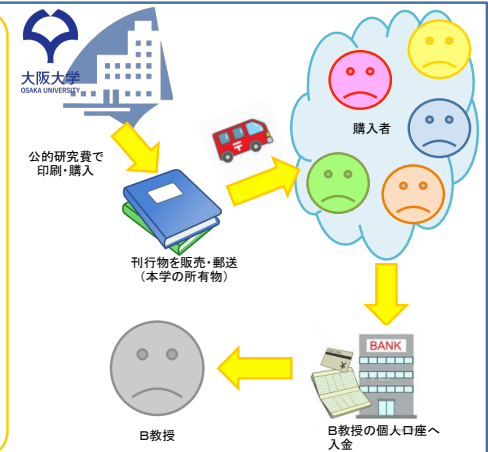 大阪大学
OSAKA UNIVERSITY
公的研究費で
印刷・購入
購入者
刊行物を販売・郵送
（本学の所有物）
BANK
B教授
B教授の個人口座へ
入金